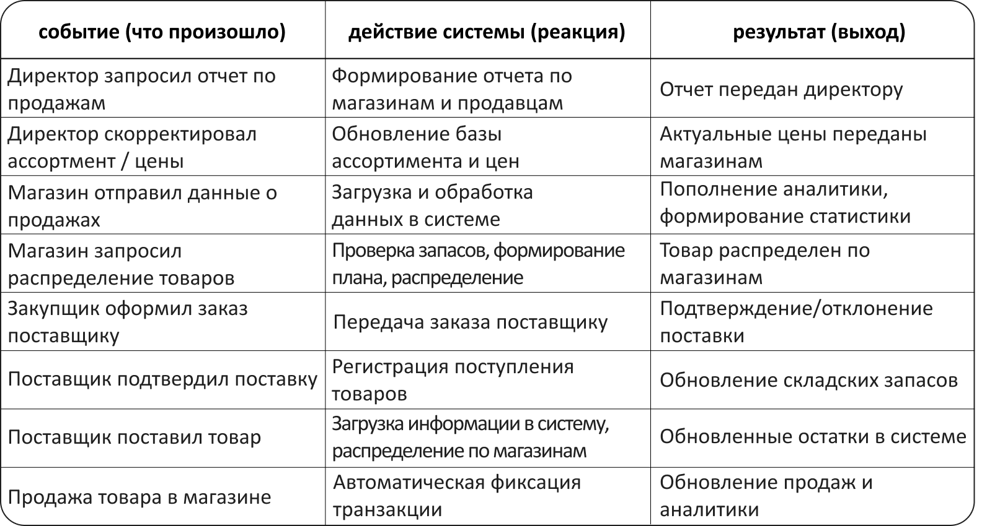 событие (что произошло)
действие системы (реакция)
результат (выход)
Директор запросил отчет по
продажам
Формирование отчета по
магазинам и продавцам
Отчет передан директору
Директор скорректировал
ассортмент / цены
Обновление базы
ассортимента и цен
Актуальные цены переданы
магазинам
Магазин отправил данные о
продажах
Загрузка и обработка
данных в системе
Пополнение аналитики,
формирование статистики
Магазин запросил
распределение товаров
Проверка запасов, формирование
плана, распределение
Товар распределен по
магазинам
Закупщик оформил заказ
поставщику
Передача заказа поставщику
Подтверждение/отклонение
поставки
Поставщик подтвердил поставку
Регистрация поступления
товаров
Обновление складских запасов
Поставщик поставил товар
Загрузка информации в систему,
распределение по магазинам
Обновленные остатки в системе
Продажа товара в магазине
Автоматическая фиксация
транзакции
Обновление продаж и
аналитики